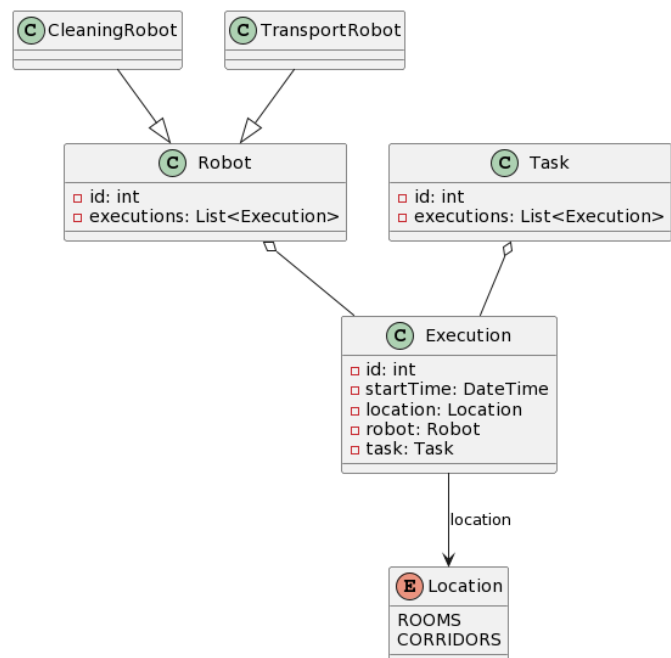 C CleaningRobot
C TransportRobot
C Robot
id: int
executions: List<Execution>
C Task
id: int
executions: List<Execution>
C Execution
id: int
startTime: DateTime
location: Location
robot: Robot
task: Task
location
E Location
ROOMS
CORRIDORS